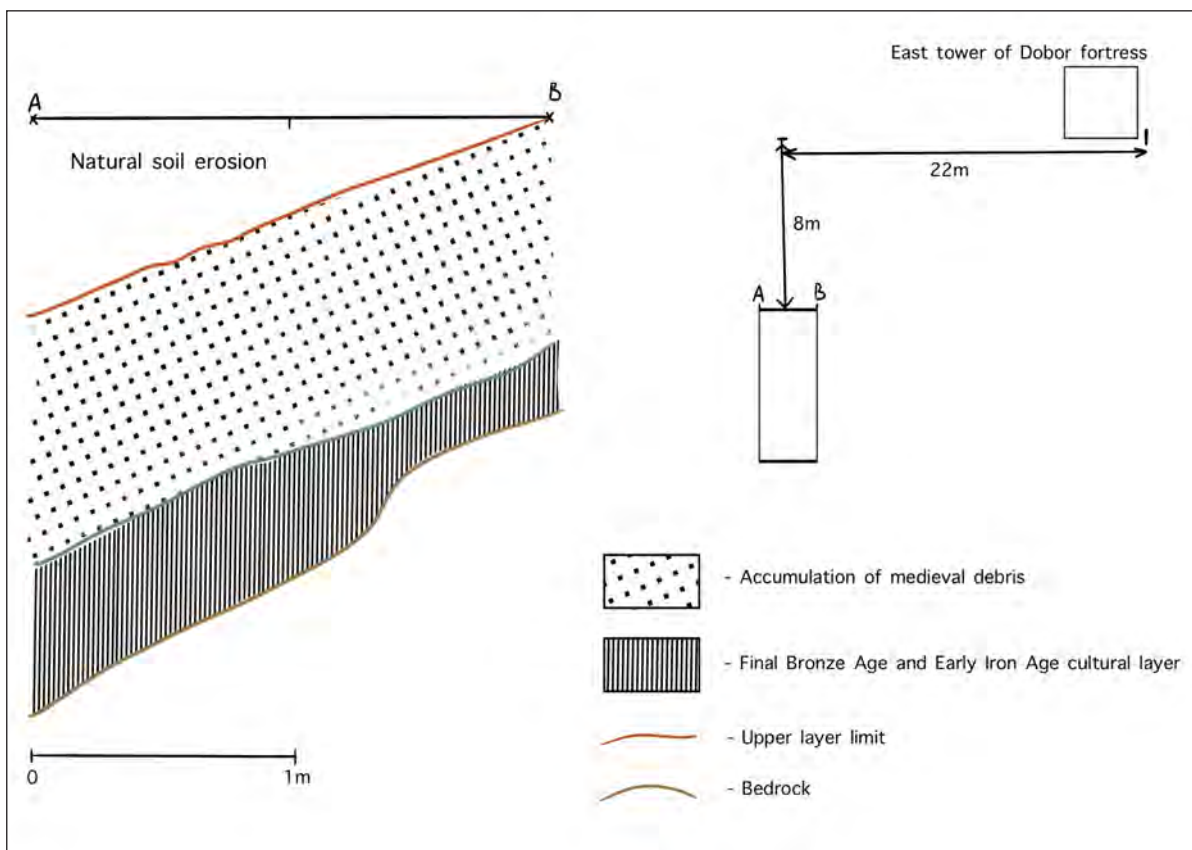 A
B
Natural soil erosion
0
1m
East tower of Dobor fortress
22m
8m
A
B
- Accumulation of medieval debris
- Final Bronze Age and Early Iron Age cultural layer
- Upper layer limit
- Bedrock